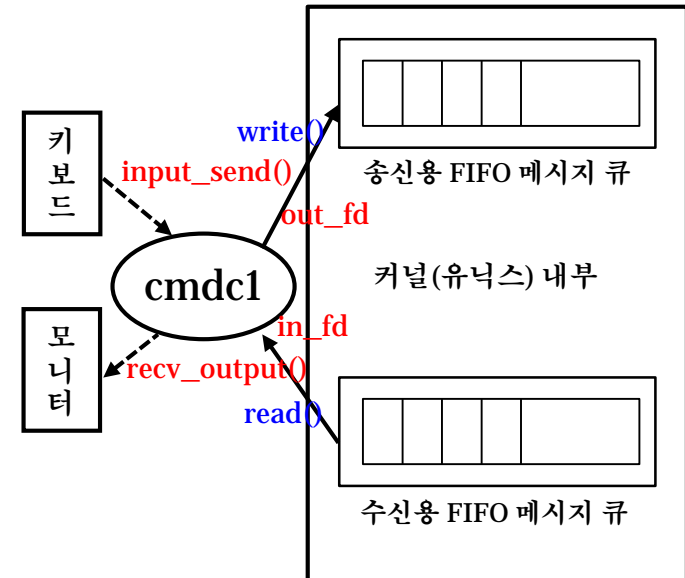 키
보
드
write()
input_send()
송신용 FIFO 메시지 큐
out_fd
커널(유닉스) 내부
cmdc1
모
니
터
in_fd
recv_output()
read()
수신용 FIFO 메시지 큐